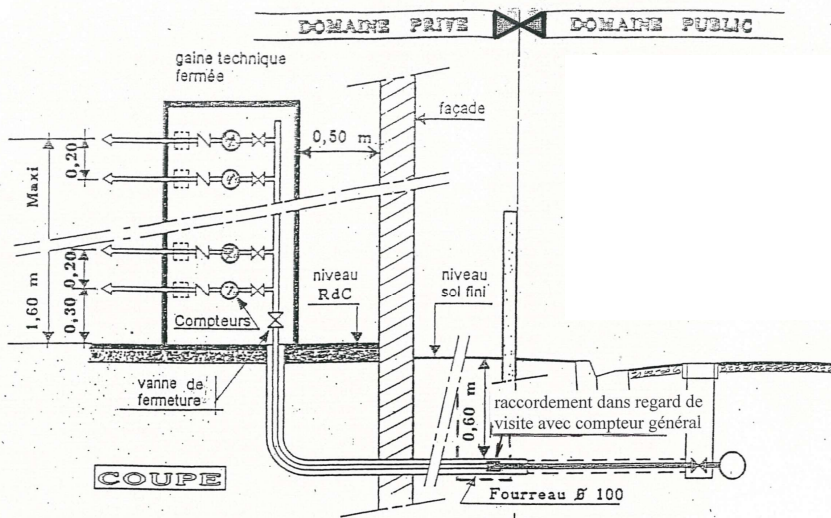 DOMAINE PRIVE
DOMAINE PUBLIC
gaine technique
fermée
façade
0,50 m
0,20
Maxi
0,20
1,60 m
0,30
niveau
RdC
niveau
sol fini
Compteurs
vanne de
fermeture
0,60 m
raccordement dans regard de
visite avec compteur général
COUPE
Fourreau Ø 100